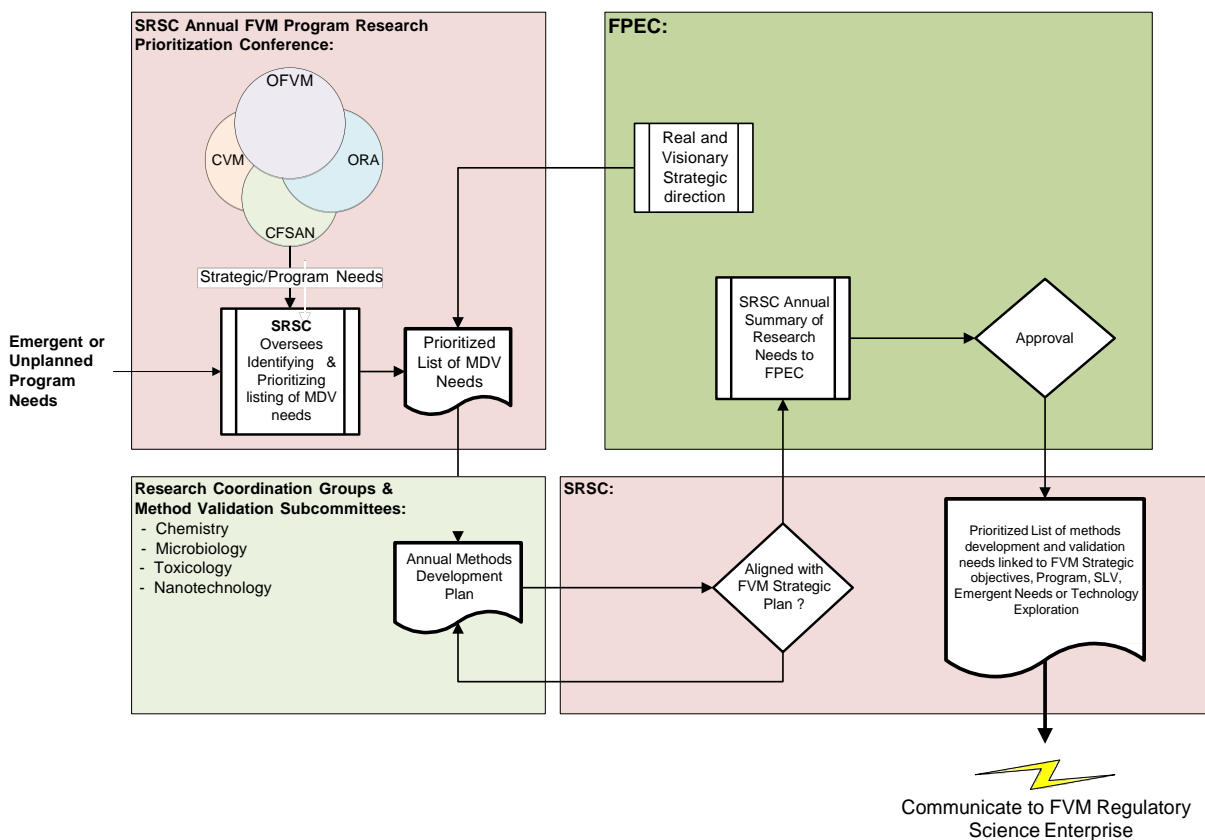 SRSC Annual FVM Program Research
Prioritization Conference:
OFVM
CVM
ORA
CFSAN
Strategic/Program Needs
Emergent or
Unplanned
Program
Needs
SRSC
Oversees
Identifying &
Prioritizing
listing of MDV
needs
Prioritized
List of MDV
Needs
FPEC:
Real and
Visionary
Strategic
direction
SRSC Annual
Summary of
Research
Needs to
FPEC
Approval
Research Coordination Groups &
Method Validation Subcommittees:
- Chemistry
- Microbiology
- Toxicology
- Nanotechnology
Annual Methods
Development
Plan
SRSC:
Aligned with
FVM Strategic
Plan ?
Prioritized List of methods
development and validation
needs linked to FVM Strategic
objectives, Program, SLV,
Emergent Needs or Technology
Exploration
Communicate to FVM Regulatory
Science Enterprise